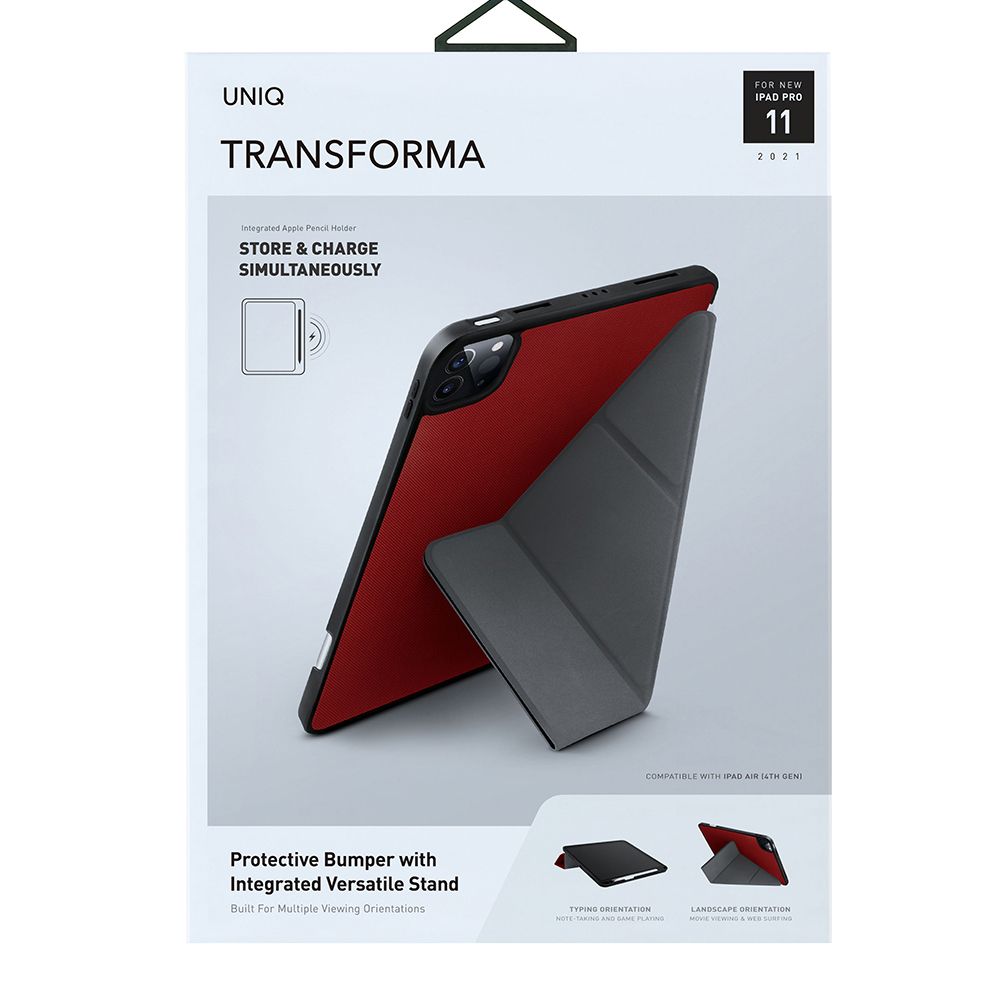 UNIQ
TRANSFORMA
FOR NEW
IPAD PRO
11
2021
Integrated Apple Pencil Holder
STORE & CHARGE
SIMULTANEOUSLY
COMPATIBLE WITH IPAD AIR (4TH GEN)
Protective Bumper with
Integrated Versatile Stand
Built For Multiple Viewing Orientations
TYPING ORIENTATION
NOTE-TAKING AND GAME PLAYING
LANDSCAPE ORIENTATION
MOVIE VIEWING & WEB SURFING